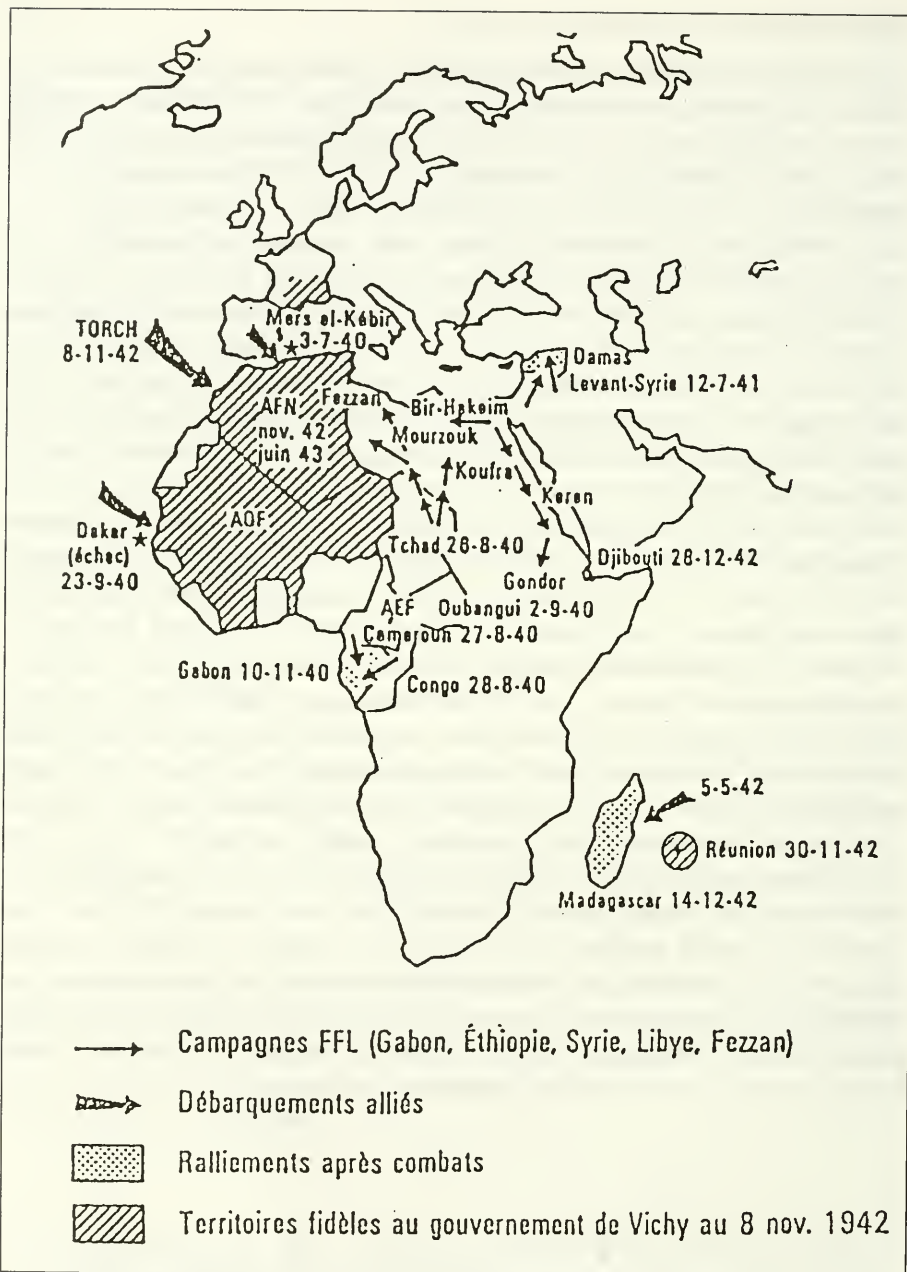 Mers el-Kébir
3-7-40
TORCH
8-11-42
Damas
Levant-Syrie 12-7-41
Fezzan
Bir-Hakeim
AFN
nov. 42
juin 43
Mourzouk
Koufra
Keren
AOF
Dakar
(échec)
23-9-40
Tchad 26-8-40
Djibouti 28-12-42
Gondor
AEF
Oubangui 2-9-40
Cameroun 27-8-40
Gabon 10-11-40
Congo 28-8-40
5-5-42
Réunion 30-11-42
Madagascar 14-12-42
Campagnes FFL (Gabon, Éthiopie, Syrie, Libye, Fezzan)
Débarquements alliés
Ralliements après combats
Territoires fidèles au gouvernement de Vichy au 8 nov. 1942